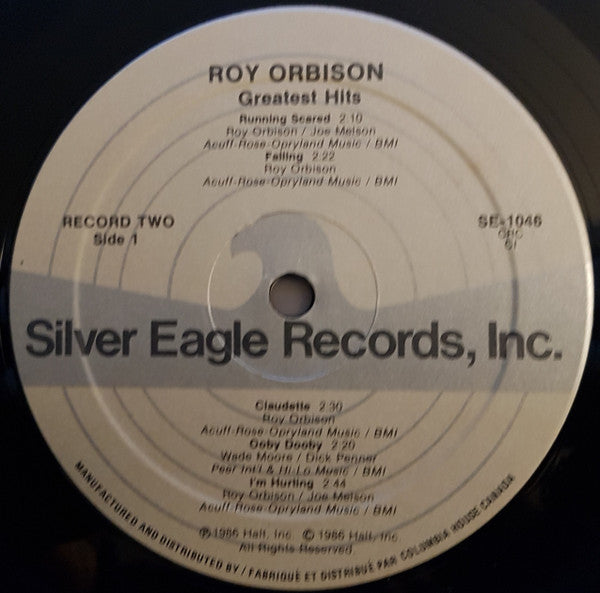 ROY ORBISON
Greatest Hits
Running Scared 2:10
Roy Orbison / Joe Melson
Acuff-Rose-Opryland Music / BMI
Falling 2:22
Roy Orbison
Acuff-Rose-Opryland Music / BMI
RECORD TWO
Side 1
SE-1046
CRC
Silver Eagle Records, Inc.
Claudette 2:30
Roy Orbison
Acuff-Rose-Opryland Music / BMI
Ooby Dooby 2:20
Wade Moore / Dick Penner
Peer Int'l & Hi-Lo Music / BMI
I'm Hurting 2:44
Roy Orbison / Joe Melson
Acuff-Rose-Opryland Music / BMI
℗ 1986 Hall, Inc. © 1986 Hall, Inc.
All Rights Reserved
MANUFACTURED AND DISTRIBUTED BY / FABRIQUÉ ET DISTRIBUÉ PAR COLUMBIA HOUSE CANADA